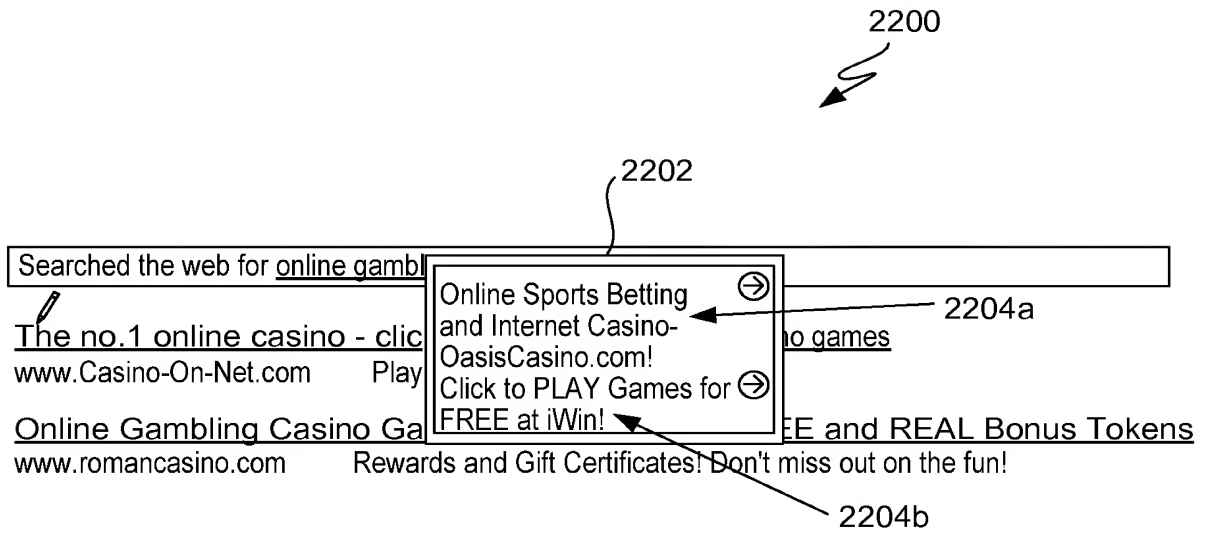 2200
2202
Searched the web for online gambl
Online Sports Betting
and Internet Casino-
OasisCasino.com!
Click to PLAY Games for
FREE at iWin!
2204a
The no.1 online casino - clic
no games
www.Casino-On-Net.com Play
Online Gambling Casino Ga
EE and REAL Bonus Tokens
www.romancasino.com Rewards and Gift Certificates! Don't miss out on the fun!
2204b